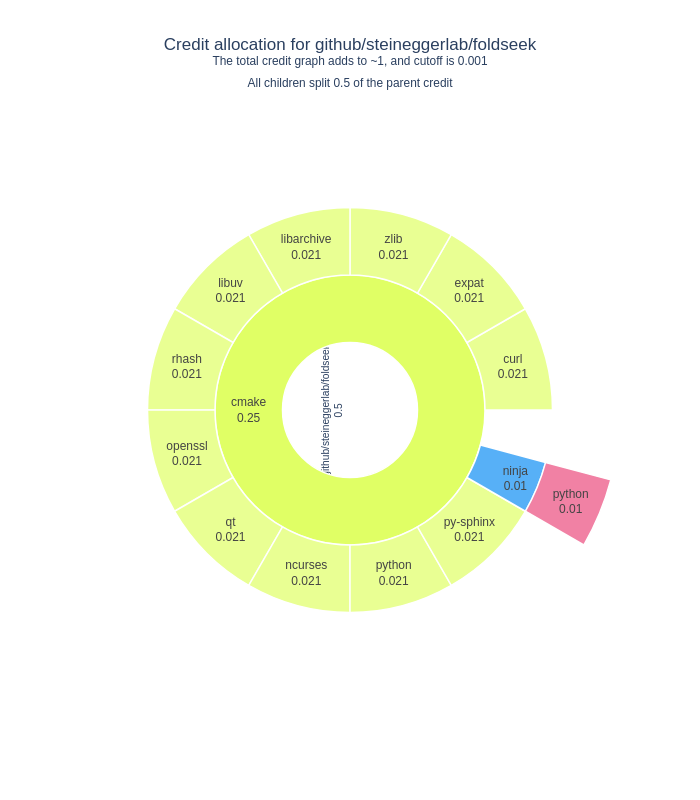 Credit allocation for github/steineggerlab/foldseek
The total credit graph adds to ~1, and cutoff is 0.001
All children split 0.5 of the parent credit
libarchive
0.021
zlib
0.021
libuv
0.021
expat
0.021
rhash
0.021
curl
0.021
cmake
0.25
github/steineggerlab/foldseek
0.5
openssl
0.021
ninja
0.01
python
0.01
qt
0.021
py-sphinx
0.021
ncurses
0.021
python
0.021